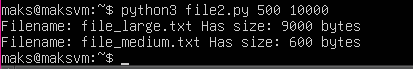 maks@maksvm:~$ python3 file2.py 500 10000
Filename: file_large.txt Has size: 9000 bytes
Filename: file_medium.txt Has size: 600 bytes
maks@maksvm:~$ _